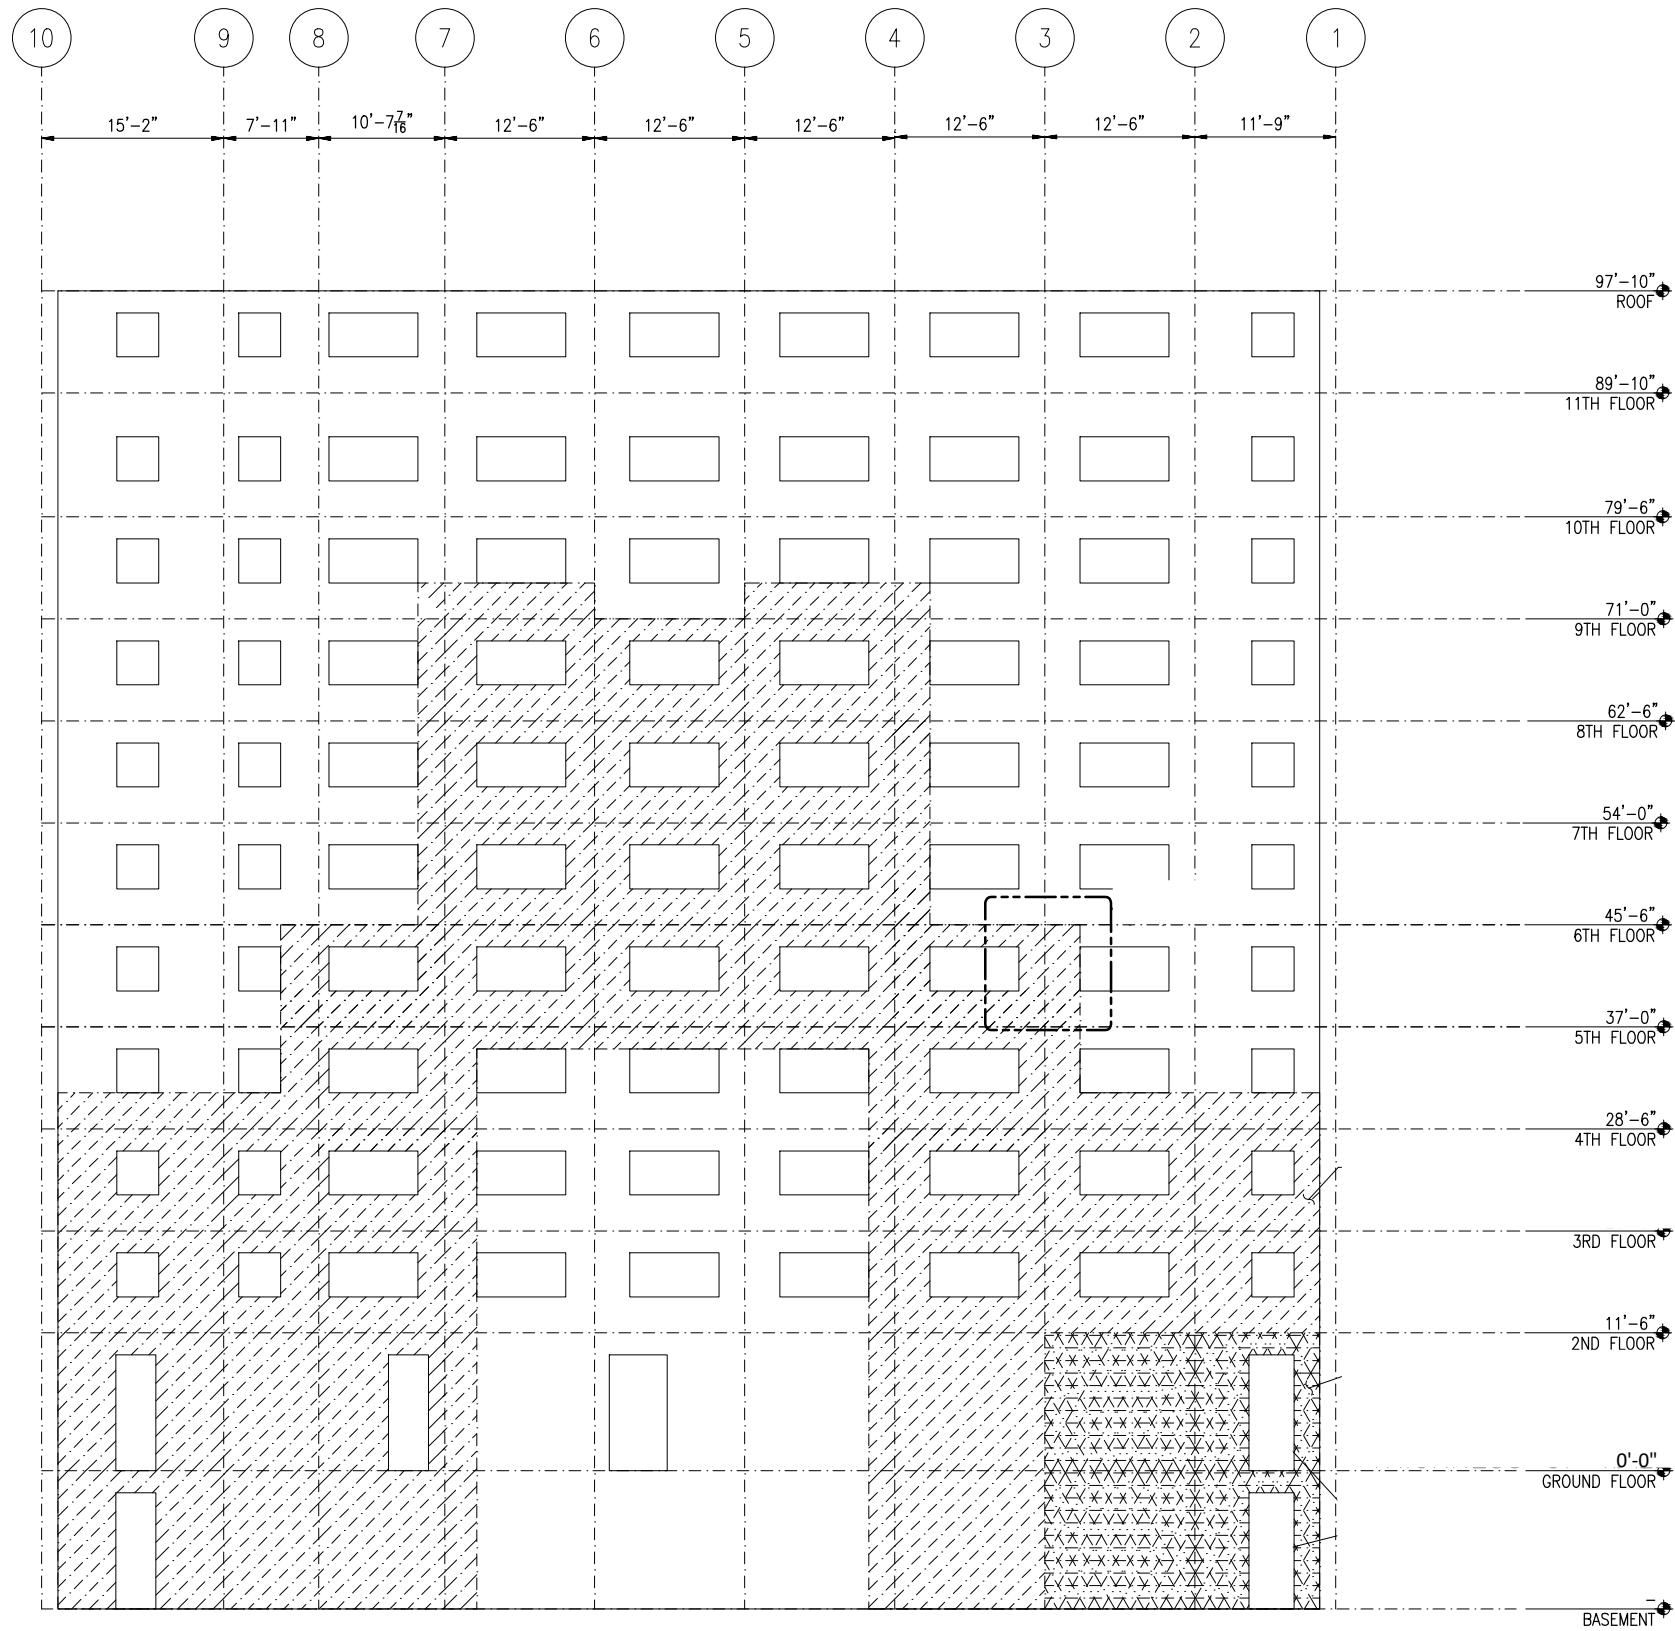 10 9 8 7 6 5 4 3 2 1
15'-2" 7'-11" 10'-7 7/16" 12'-6" 12'-6" 12'-6" 12'-6" 12'-6" 11'-9"
97'-10"
ROOF
89'-10"
11TH FLOOR
79'-6"
10TH FLOOR
71'-0"
9TH FLOOR
62'-6"
8TH FLOOR
54'-0"
7TH FLOOR
45'-6"
6TH FLOOR
37'-0"
5TH FLOOR
28'-6"
4TH FLOOR
3RD FLOOR
11'-6"
2ND FLOOR
0'-0"
GROUND FLOOR
-
BASEMENT